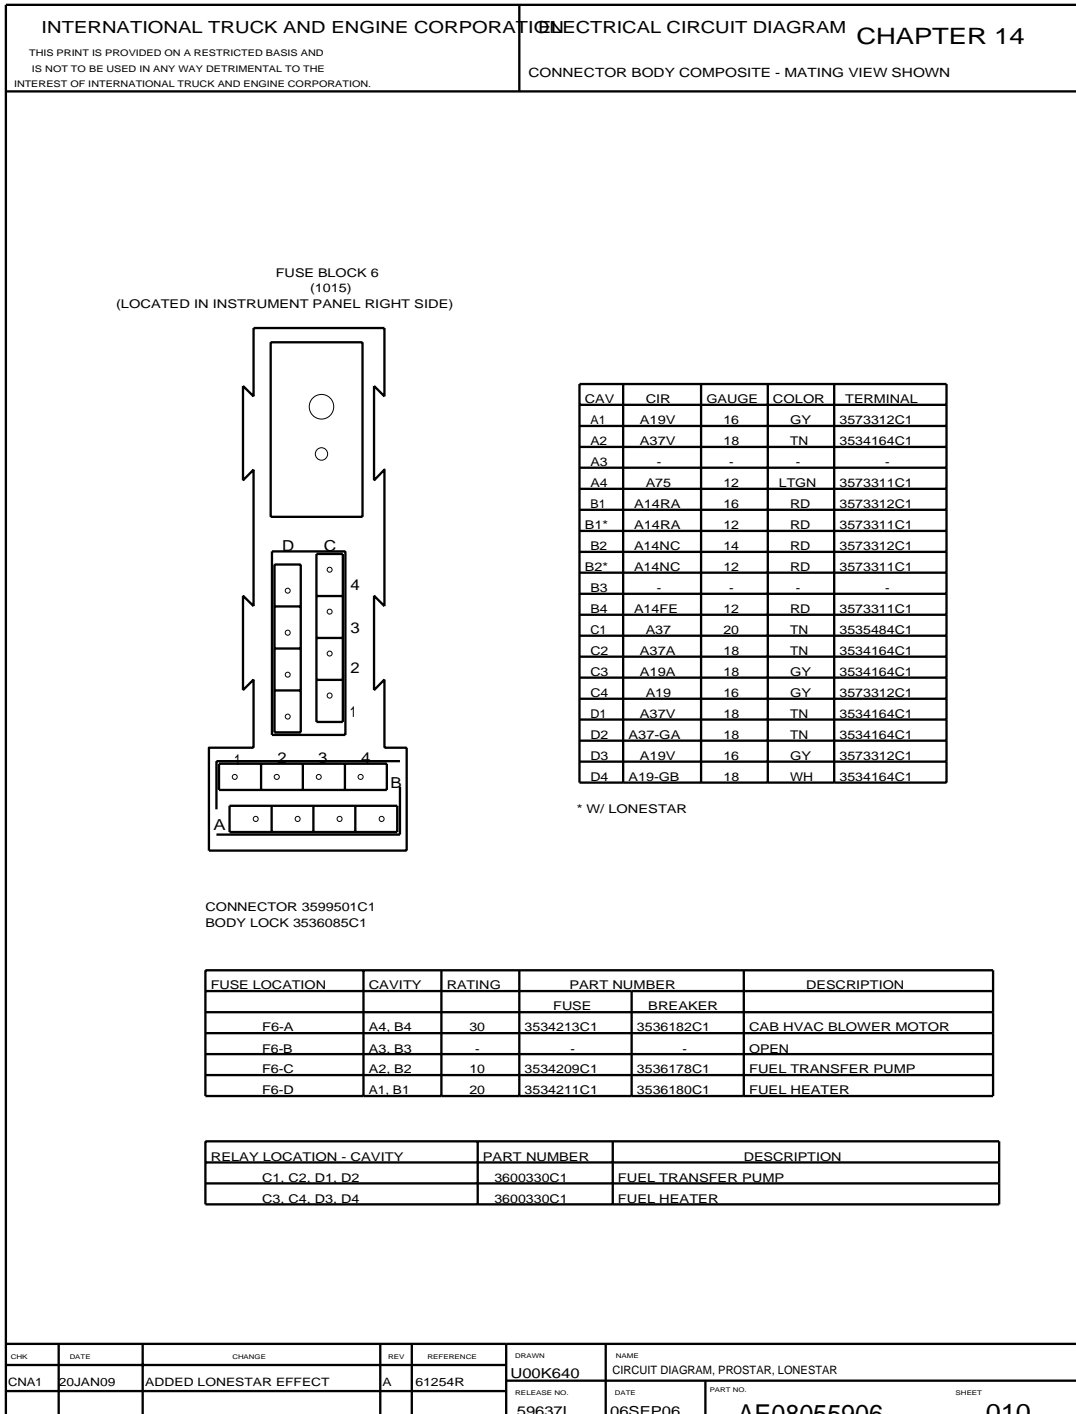 INTERNATIONAL TRUCK AND ENGINE CORPORATION
THIS PRINT IS PROVIDED ON A RESTRICTED BASIS AND
IS NOT TO BE USED IN ANY WAY DETRIMENTAL TO THE
INTEREST OF INTERNATIONAL TRUCK AND ENGINE CORPORATION.
ELECTRICAL CIRCUIT DIAGRAM CHAPTER 14
CONNECTOR BODY COMPOSITE - MATING VIEW SHOWN
FUSE BLOCK 6
(1015)
(LOCATED IN INSTRUMENT PANEL RIGHT SIDE)
D C
4
3
2
1
1 2 3 4
B
A
CAV CIR GAUGE COLOR TERMINAL
A1 A19V 16 GY 3573312C1
A2 A37V 18 TN 3534164C1
A3 - - - -
A4 A75 12 LTGN 3573311C1
B1 A14RA 16 RD 3573312C1
B1* A14RA 12 RD 3573311C1
B2 A14NC 14 RD 3573312C1
B2* A14NC 12 RD 3573311C1
B3 - - - -
B4 A14FE 12 RD 3573311C1
C1 A37 20 TN 3535484C1
C2 A37A 18 TN 3534164C1
C3 A19A 18 GY 3534164C1
C4 A19 16 GY 3573312C1
D1 A37V 18 TN 3534164C1
D2 A37-GA 18 TN 3534164C1
D3 A19V 16 GY 3573312C1
D4 A19-GB 18 WH 3534164C1
* W/ LONESTAR
CONNECTOR 3599501C1
BODY LOCK 3536085C1
FUSE LOCATION CAVITY RATING PART NUMBER DESCRIPTION
FUSE BREAKER
F6-A A4, B4 30 3534213C1 3536182C1 CAB HVAC BLOWER MOTOR
F6-B A3, B3 - - - OPEN
F6-C A2, B2 10 3534209C1 3536178C1 FUEL TRANSFER PUMP
F6-D A1, B1 20 3534211C1 3536180C1 FUEL HEATER
RELAY LOCATION - CAVITY PART NUMBER DESCRIPTION
C1, C2, D1, D2 3600330C1 FUEL TRANSFER PUMP
C3, C4, D3, D4 3600330C1 FUEL HEATER
CHK DATE CHANGE REV REFERENCE
CNA1 20JAN09 ADDED LONESTAR EFFECT A 61254R
DRAWN
U00K640
NAME
CIRCUIT DIAGRAM, PROSTAR, LONESTAR
RELEASE NO. DATE PART NO. SHEET
59637L 06SEP06 AE08055906 010